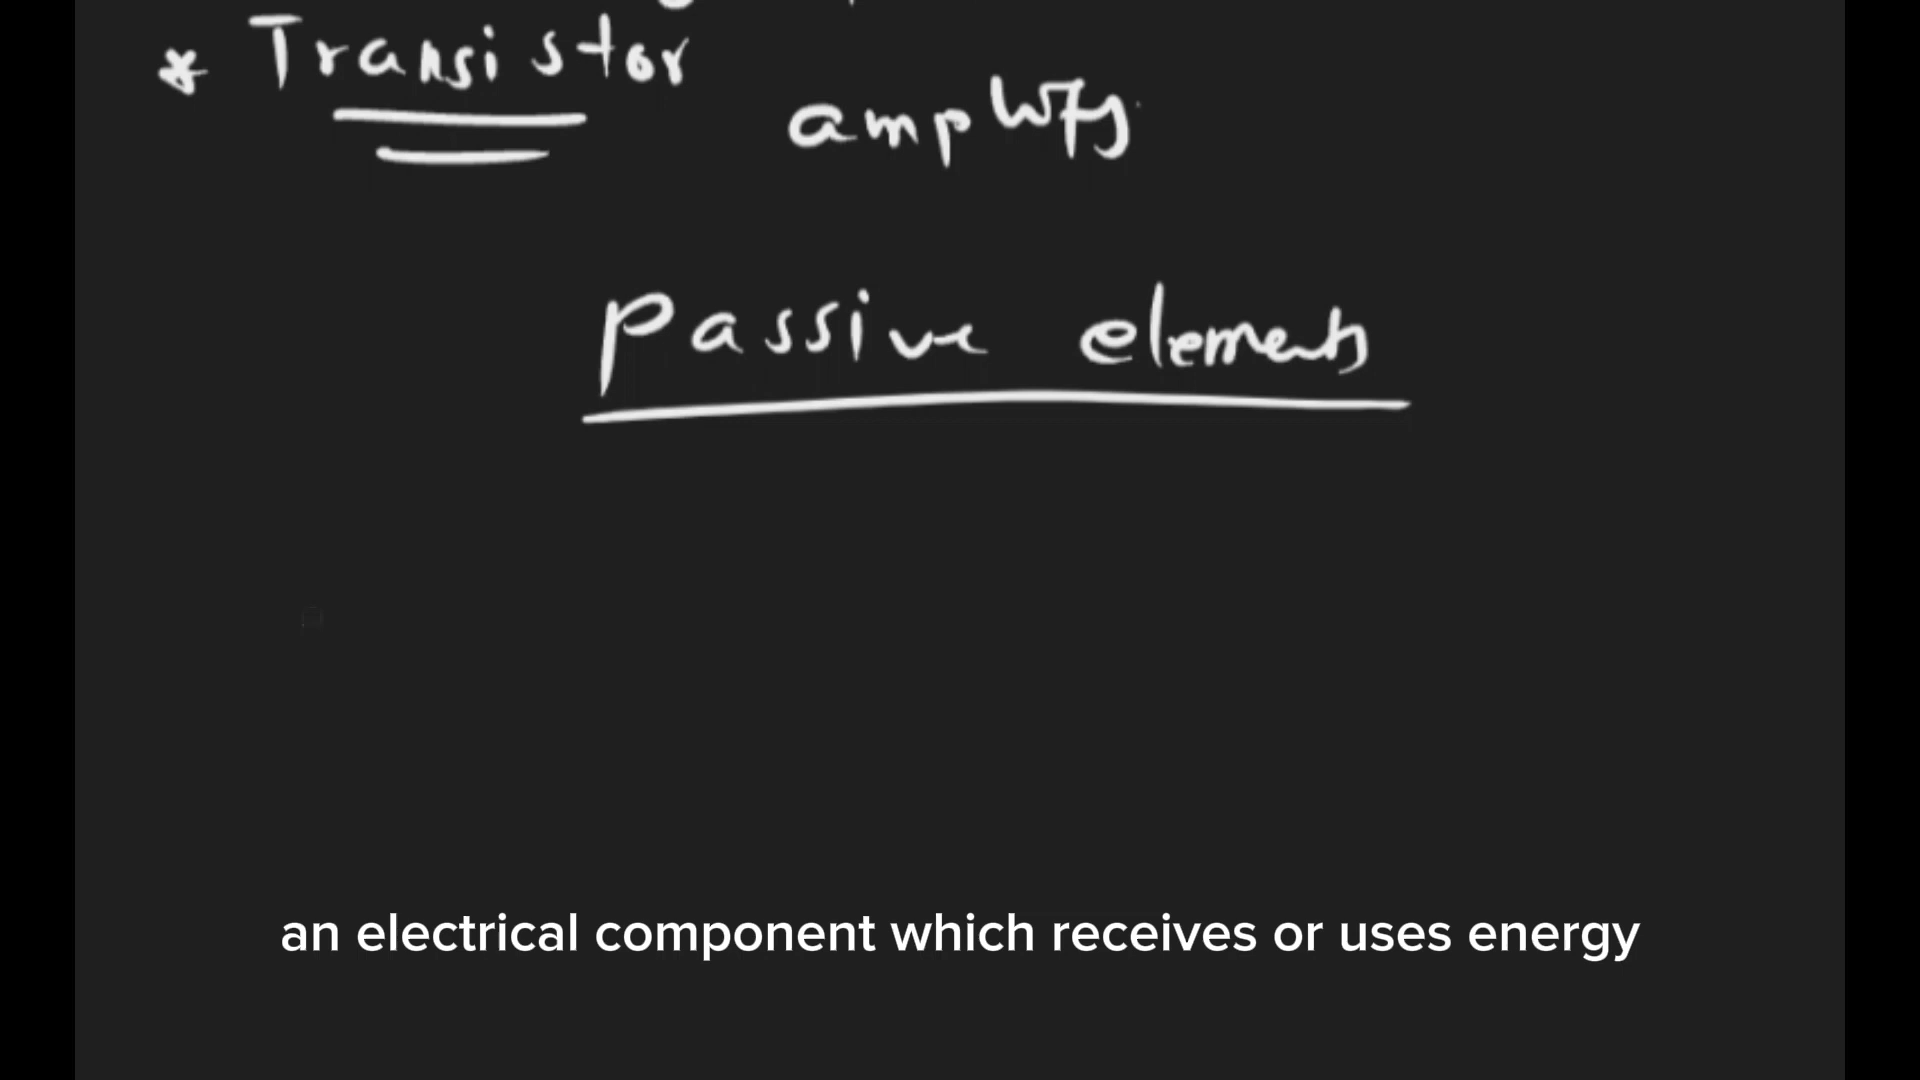 * Transistor
amplify
Passive elements
an electrical component which receives or uses energy